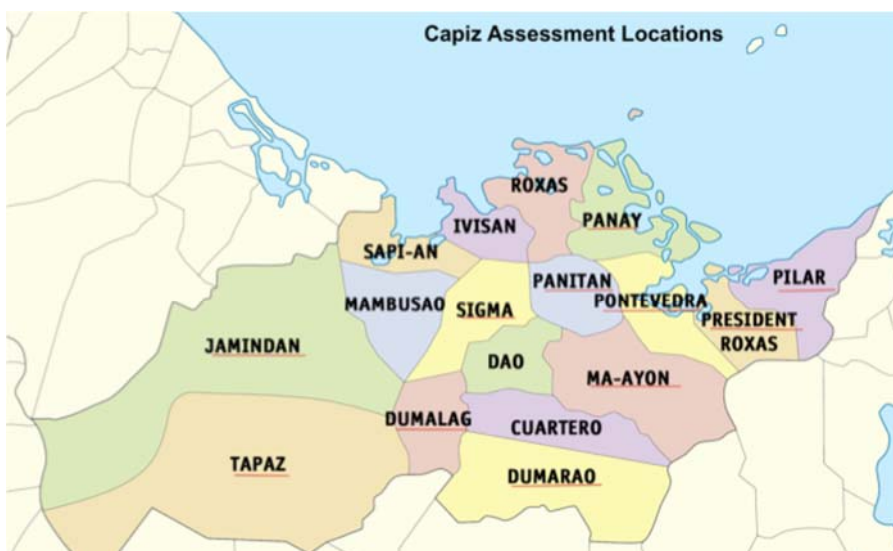 Capiz Assessment Locations
ROXAS
PANAY
IVISAN
SAPI-AN
PILAR
PANITAN
MAMBUSAO
SIGMA
PONTEVEDRA
PRESIDENT
ROXAS
JAMINDAN
DAO
MA-AYON
DUMALAG
CUARTERO
TAPAZ
DUMARAO